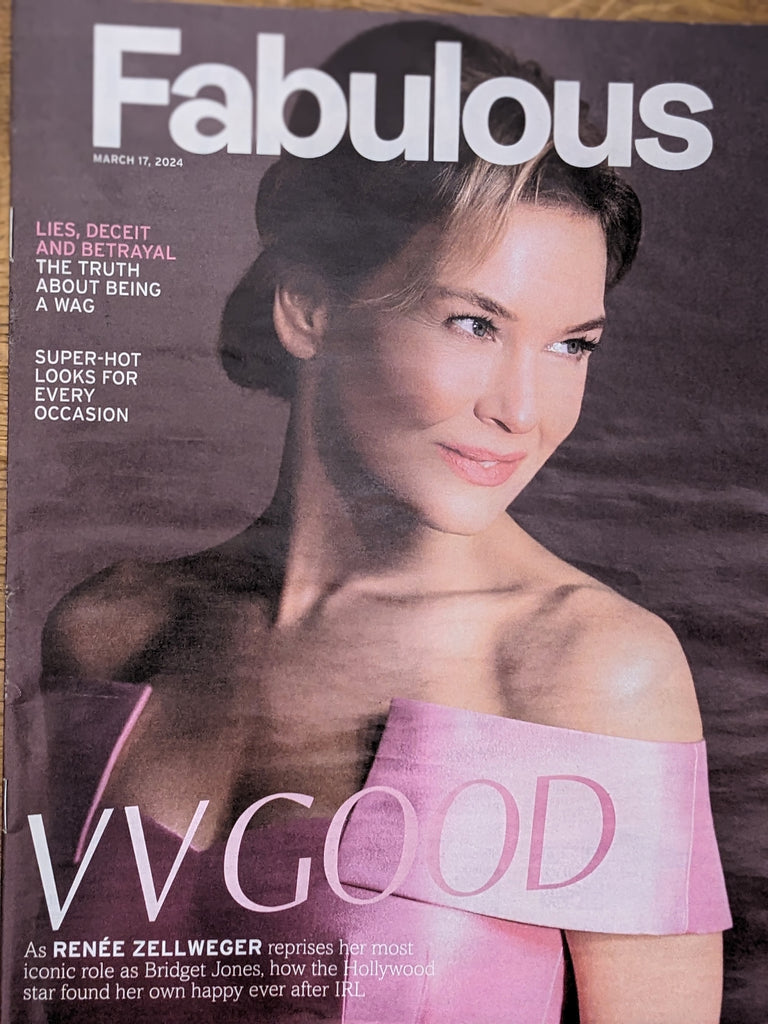 Fabulous
MARCH 17, 2024
LIES, DECEIT
AND BETRAYAL
THE TRUTH
ABOUT BEING
A WAG
SUPER-HOT
LOOKS FOR
EVERY
OCCASION
VV GOOD
As RENÉE ZELLWEGER reprises her most
iconic role as Bridget Jones, how the Hollywood
star found her own happy ever after IRL